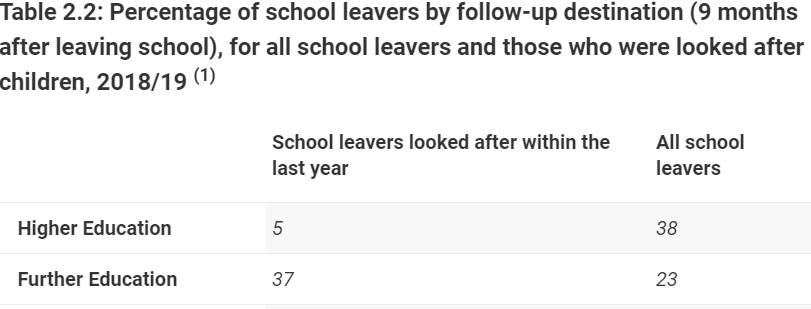 Table 2.2: Percentage of school leavers by follow-up destination (9 months
after leaving school), for all school leavers and those who were looked after
children, 2018/19 (1)
School leavers looked after within the All school
last year leavers
Higher Education 5 38
Further Education 37 23